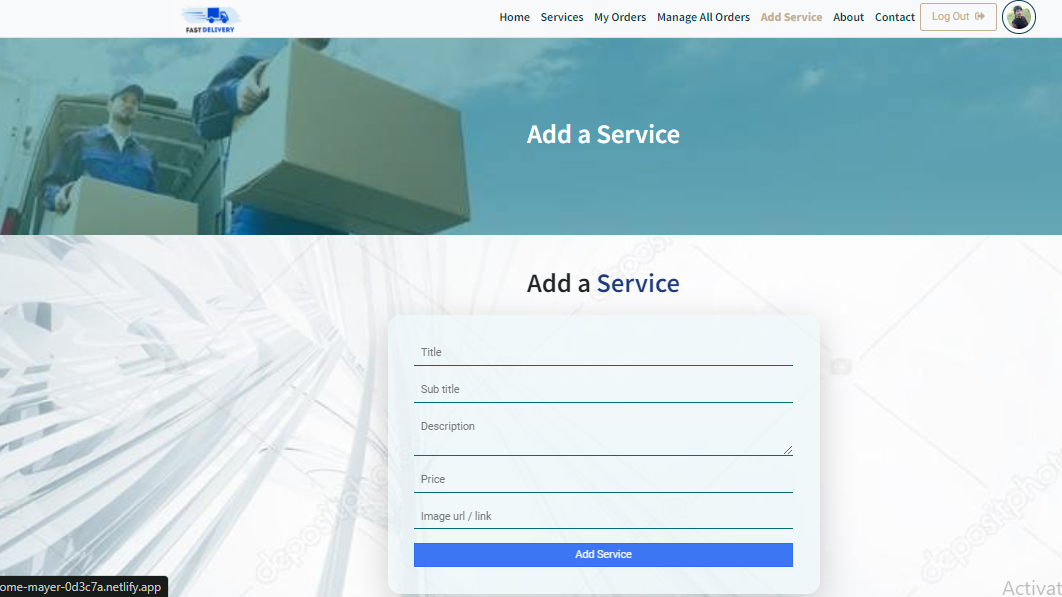 FAST DELIVERY
Home Services My Orders Manage All Orders Add Service About Contact Log Out
Add a Service
Add a Service
depositphotos
Title
Sub title
Description
Price
Image url / link
Add Service
ome-mayer-0d3c7a.netlify.app
Activat